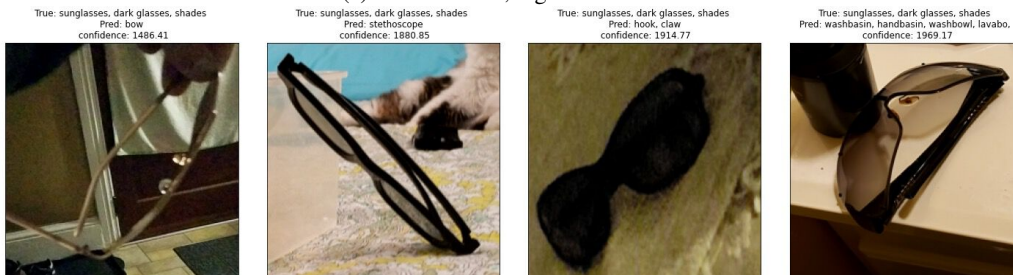 True: sunglasses, dark glasses, shades
Pred: bow
confidence: 1486.41
True: sunglasses, dark glasses, shades
Pred: stethoscope
confidence: 1880.85
True: sunglasses, dark glasses, shades
Pred: hook, claw
confidence: 1914.77
True: sunglasses, dark glasses, shades
Pred: washbasin, handbasin, washbowl, lavabo,
confidence: 1969.17